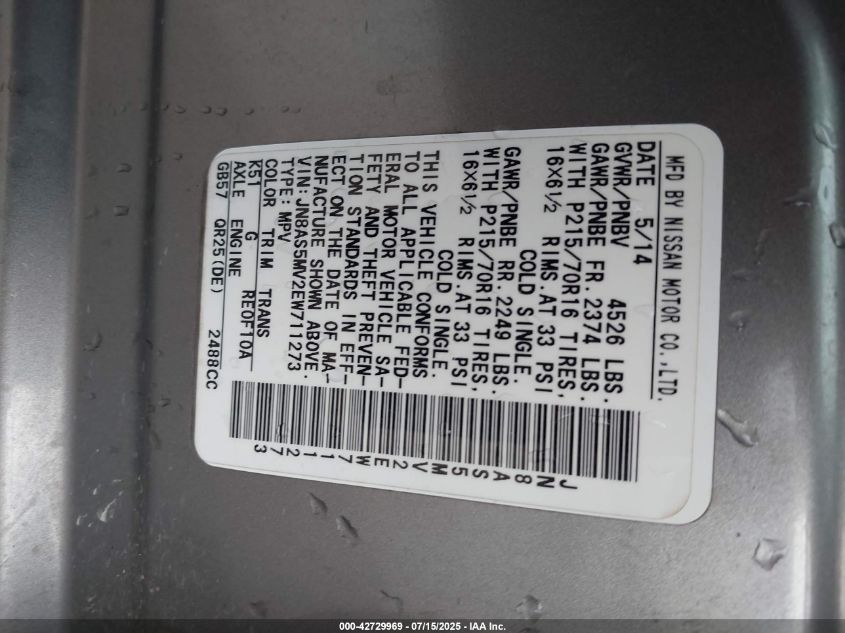 MFD BY NISSAN MOTOR CO.,LTD.
DATE 5/14
GVWR/PNBV 4526 LBS.
GAWR/PNBE FR. 2374 LBS.
WITH P215/70R16 TIRES,
16X6½ RIMS.AT 33 PSI
COLD SINGLE.
GAWR/PNBE RR. 2249 LBS.
WITH P215/70R16 TIRES,
16X6½ RIMS.AT 33 PSI
COLD SINGLE.
THIS VEHICLE CONFORMS
TO ALL APPLICABLE FED-
ERAL MOTOR VEHICLE SA-
FETY AND THEFT PREVEN-
TION STANDARDS IN EFF-
ECT ON THE DATE OF MA-
NUFACTURE SHOWN ABOVE.
VIN:JN8AS5MV2EW711273
TYPE:MPV
COLOR TRIM TRANS
K51 G RE0F10A
AXLE ENGINE
GB57 QR25(DE) 2488CC
JN8AS5MV2EW711273
000-42729969 - 07/15/2025 - IAA Inc.